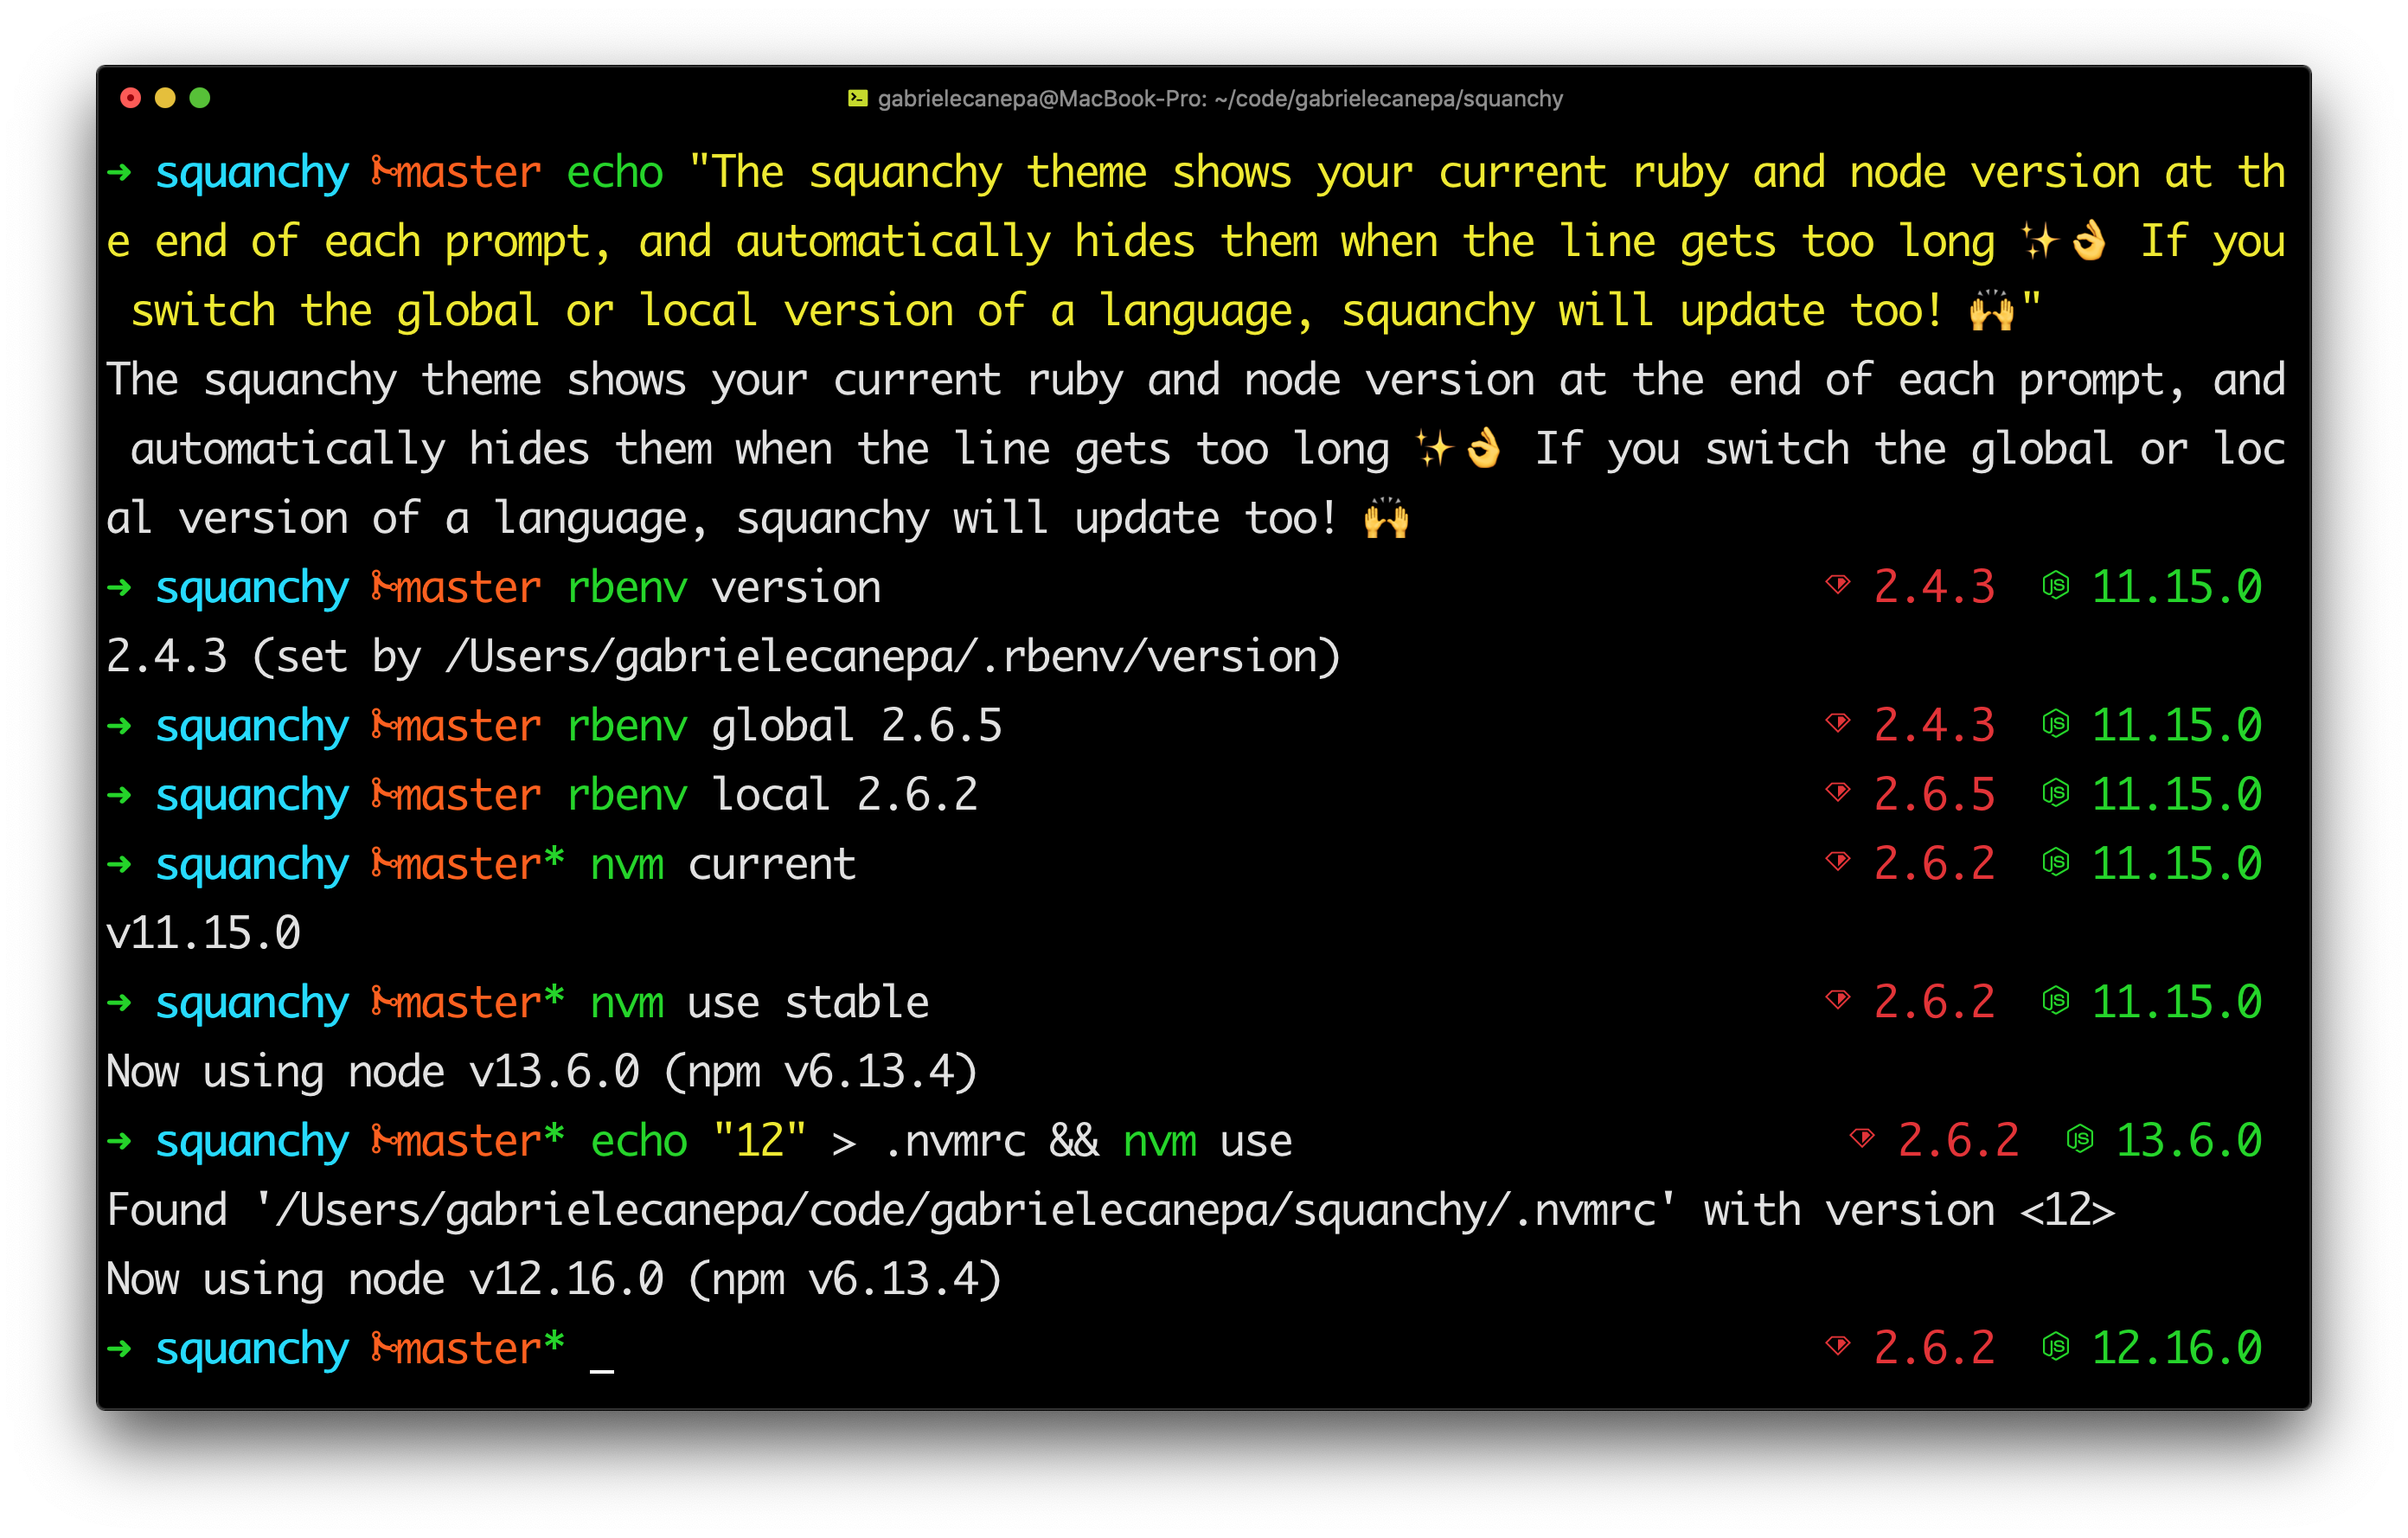 gabrielecanepa@MacBook-Pro: ~/code/gabrielecanepa/squanchy
➜ squanchy master echo "The squanchy theme shows your current ruby and node version at th
e end of each prompt, and automatically hides them when the line gets too long ✨👌 If you
switch the global or local version of a language, squanchy will update too! 🙌"
The squanchy theme shows your current ruby and node version at the end of each prompt, and
automatically hides them when the line gets too long ✨👌 If you switch the global or loc
al version of a language, squanchy will update too! 🙌
➜ squanchy master rbenv version 2.4.3 11.15.0
2.4.3 (set by /Users/gabrielecanepa/.rbenv/version)
➜ squanchy master rbenv global 2.6.5 2.4.3 11.15.0
➜ squanchy master rbenv local 2.6.2 2.6.5 11.15.0
➜ squanchy master* nvm current 2.6.2 11.15.0
v11.15.0
➜ squanchy master* nvm use stable 2.6.2 11.15.0
Now using node v13.6.0 (npm v6.13.4)
➜ squanchy master* echo "12" > .nvmrc && nvm use 2.6.2 13.6.0
Found '/Users/gabrielecanepa/code/gabrielecanepa/squanchy/.nvmrc' with version <12>
Now using node v12.16.0 (npm v6.13.4)
➜ squanchy master* _ 2.6.2 12.16.0